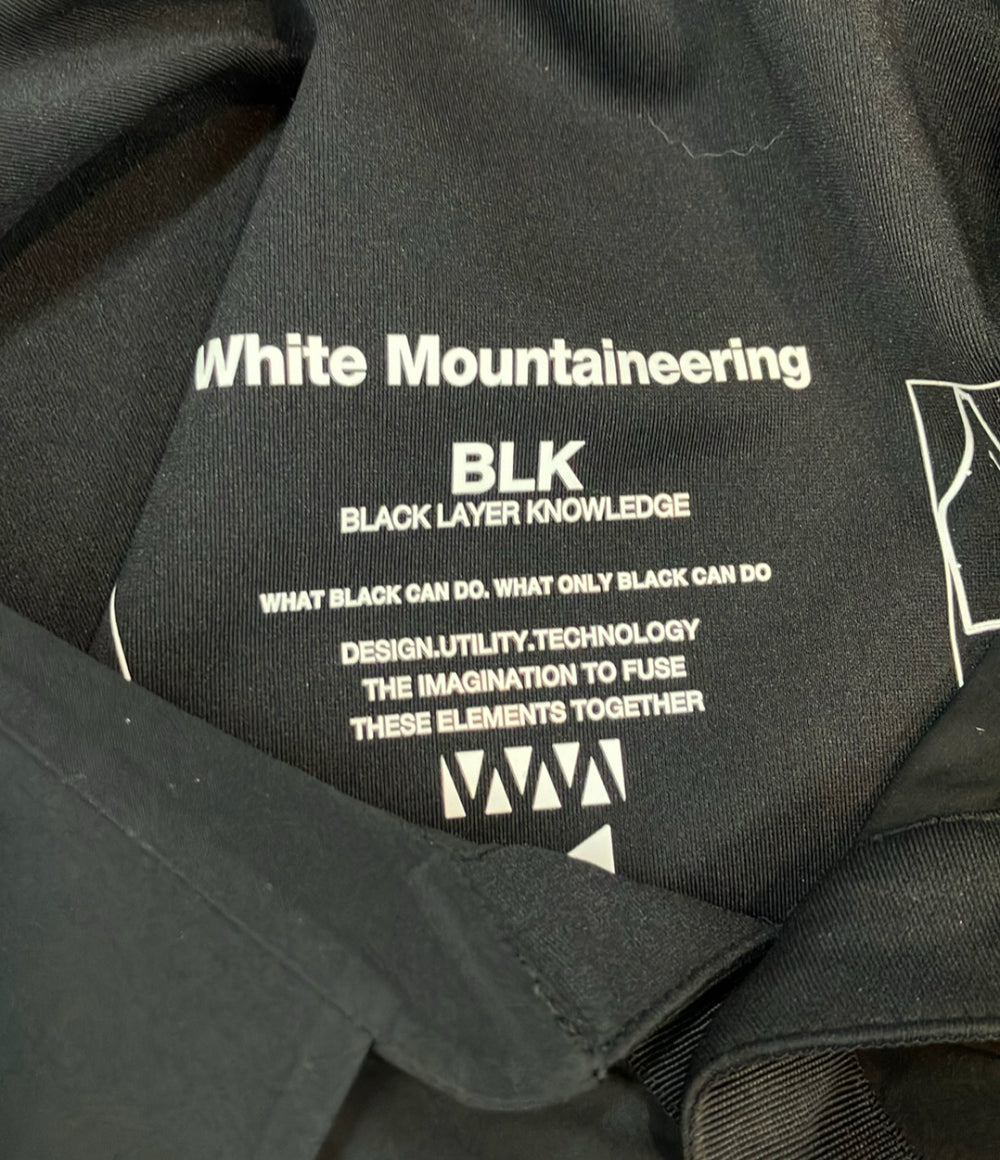 White Mountaineering
BLK
BLACK LAYER KNOWLEDGE
WHAT BLACK CAN DO. WHAT ONLY BLACK CAN DO
DESIGN.UTILITY.TECHNOLOGY
THE IMAGINATION TO FUSE
THESE ELEMENTS TOGETHER